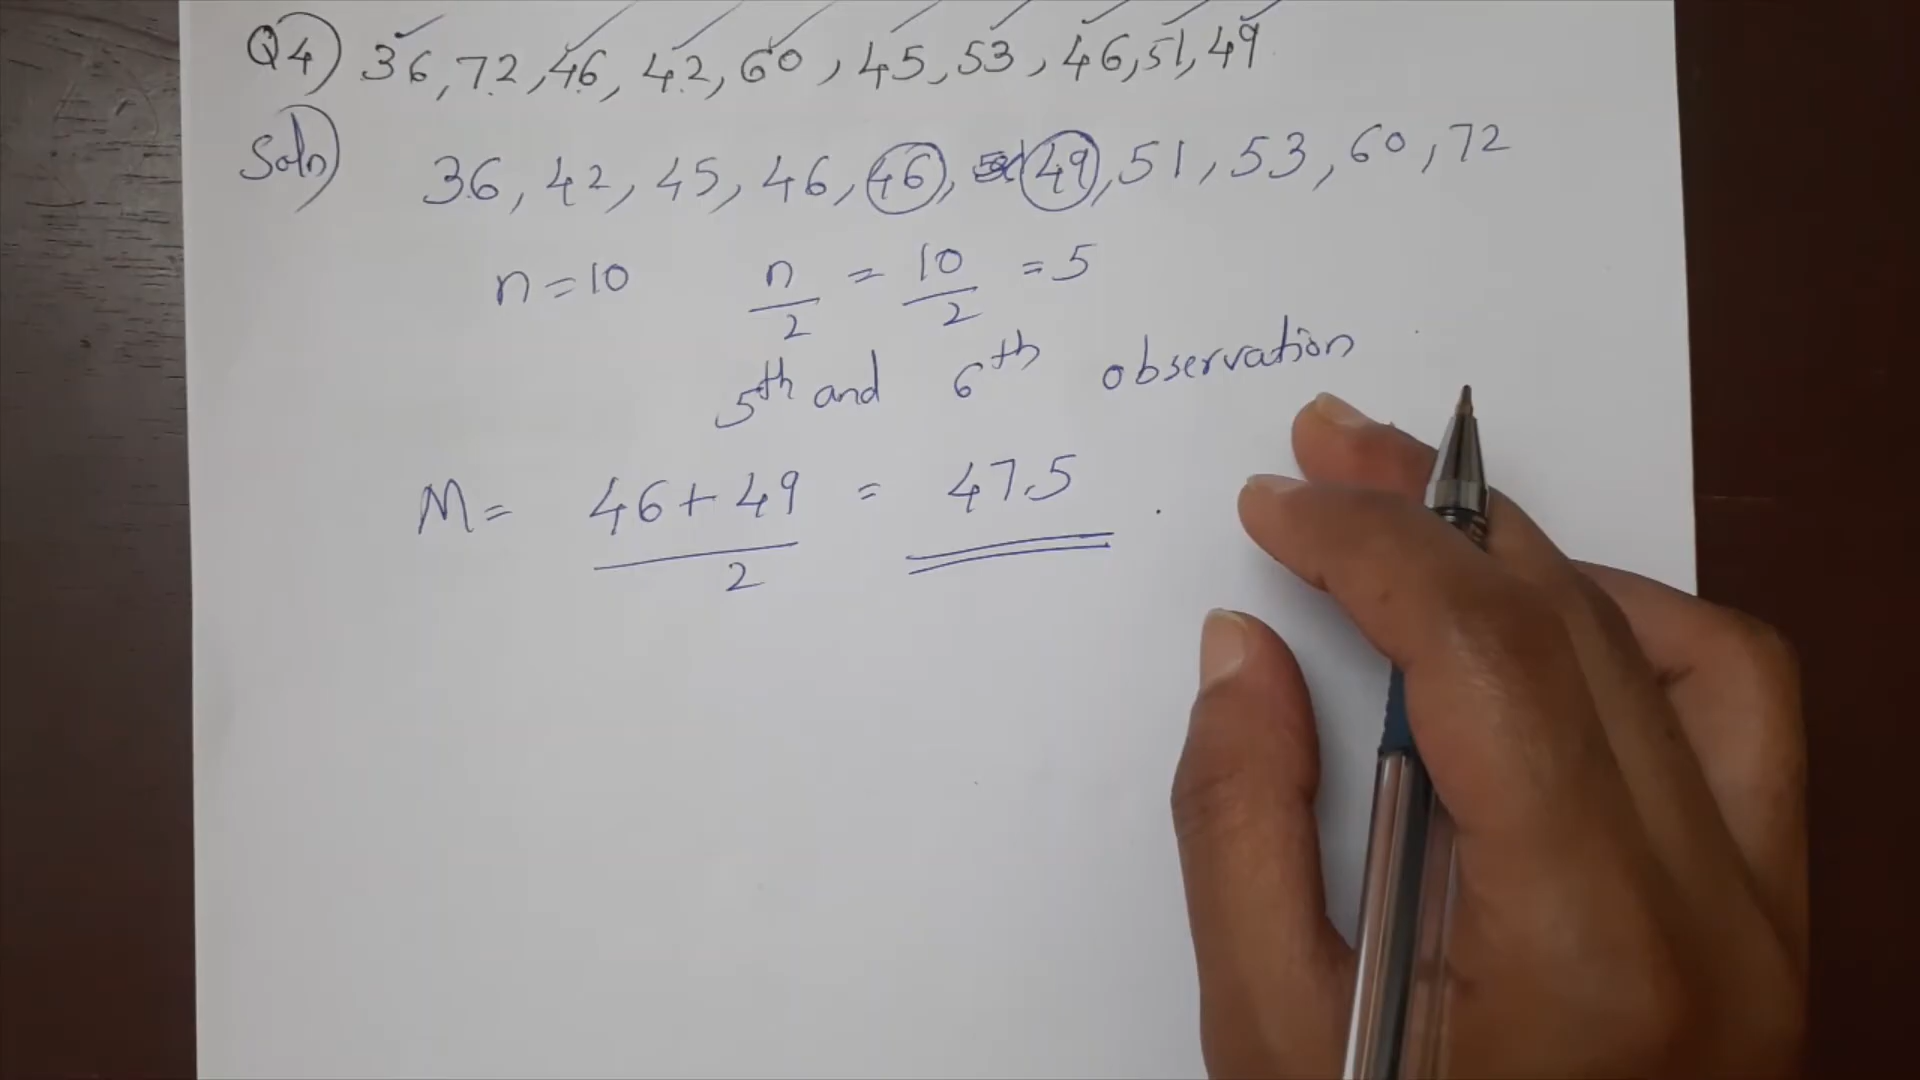 Q4) 36, 72, 46, 42, 60, 45, 53, 46, 51, 49
Soln) 36, 42, 45, 46, 46, 49, 51, 53, 60, 72
n = 10 n/2 = 10/2 = 5
5th and 6th observation
M = 46 + 49 / 2 = 47.5